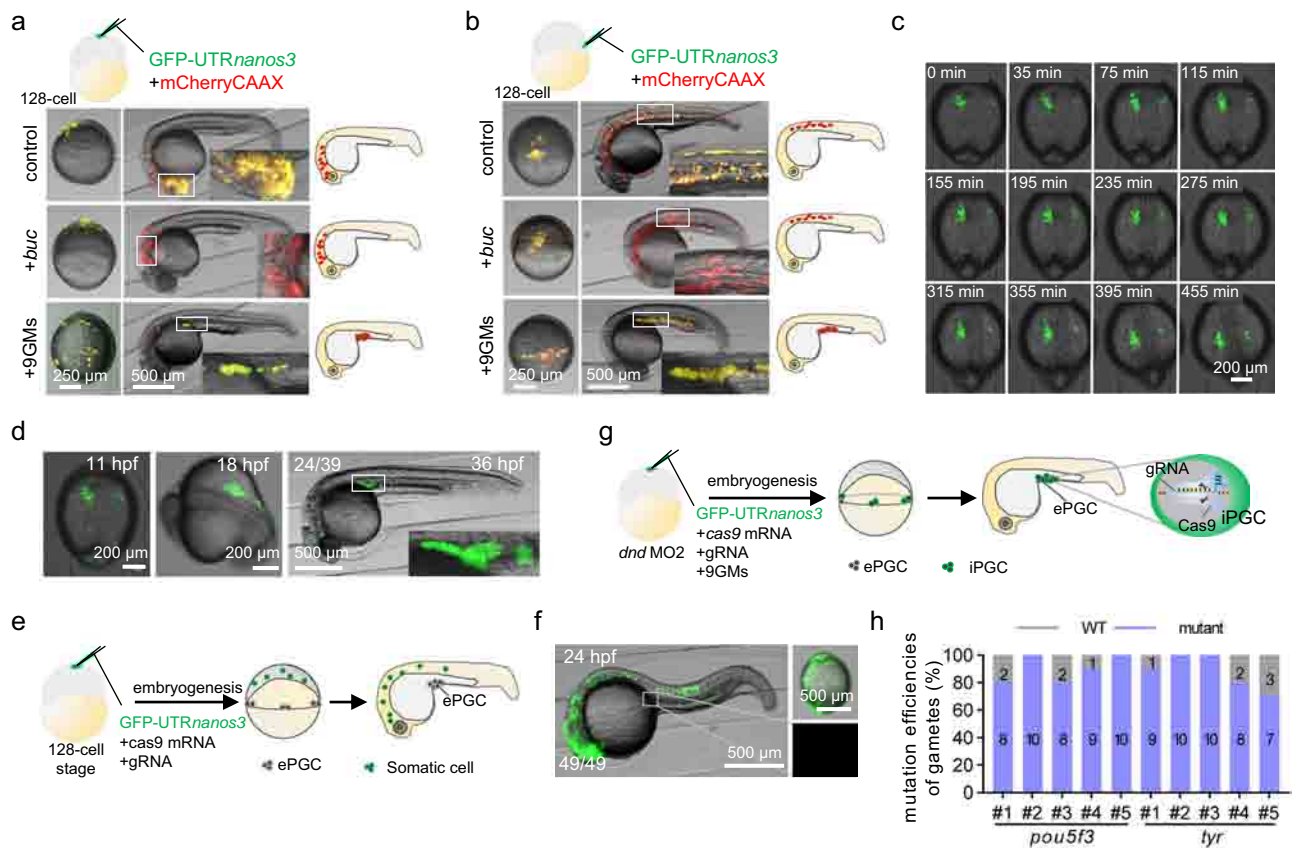 a
GFP-UTRnanos3
+mCherryCAAX
128-cell
control
+buc
+9GMs
250 µm
500 µm
b
GFP-UTRnanos3
+mCherryCAAX
128-cell
control
+buc
+9GMs
250 µm
500 µm
c
0 min
35 min
75 min
115 min
155 min
195 min
235 min
275 min
315 min
355 min
395 min
455 min
200 µm
d
11 hpf
18 hpf
24/39
36 hpf
200 µm
200 µm
500 µm
g
embryogenesis
GFP-UTRnanos3
+cas9 mRNA
+gRNA
+9GMs
dnd MO2
ePGC
gRNA
Cas9
iPGC
ePGC
iPGC
e
embryogenesis
GFP-UTRnanos3
+cas9 mRNA
+gRNA
128-cell
stage
ePGC
ePGC
Somatic cell
f
24 hpf
49/49
500 µm
500 µm
h
WT
mutant
mutation efficiencies
of gametes (%)
100
80
60
40
20
0
2 2 1 1 2 3
8 10 8 9 10 9 10 10 8 7
#1 #2 #3 #4 #5 #1 #2 #3 #4 #5
pou5f3
tyr